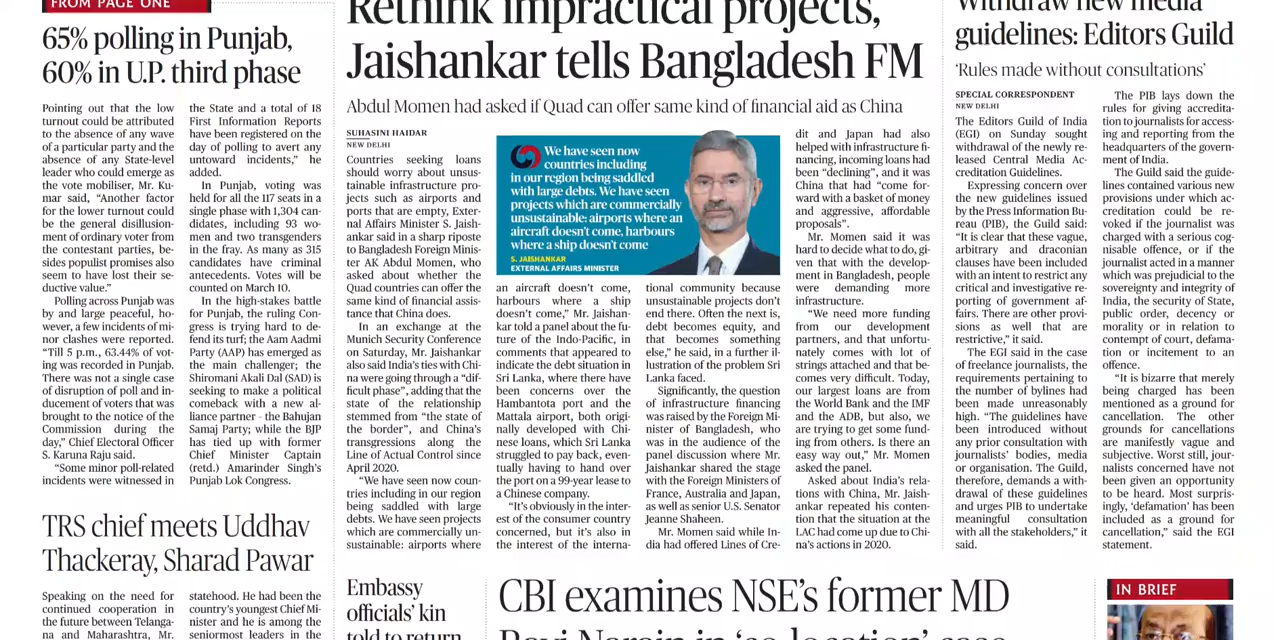 FROM PAGE ONE
65% polling in Punjab,
60% in U.P. third phase
Pointing out that the low
turnout could be attributed
to the absence of any wave
of a particular party and the
absence of any State-level
leader who could emerge as
the vote mobiliser, Mr. Ku-
mar said, “Another factor
for the lower turnout could
be the general disillusion-
ment of ordinary voter from
the contestant parties, be-
sides populist promises also
seem to have lost their se-
ductive value.”
Polling across Punjab was
by and large peaceful, ho-
wever, a few incidents of mi-
nor clashes were reported.
“Till 5 p.m., 63.44% of vot-
ing was recorded in Punjab.
There was not a single case
of disruption of poll and in-
ducement of voters that was
brought to the notice of the
Commission during the
day,” Chief Electoral Officer
S. Karuna Raju said.
“Some minor poll-related
incidents were witnessed in
the State and a total of 18
First Information Reports
have been registered on the
day of polling to avert any
untoward incidents,” he
added.
In Punjab, voting was
held for all the 117 seats in a
single phase with 1,304 can-
didates, including 93 wo-
men and two transgenders
in the fray. As many as 315
candidates have criminal
antecedents. Votes will be
counted on March 10.
In the high-stakes battle
for Punjab, the ruling Con-
gress is trying hard to de-
fend its turf; the Aam Aadmi
Party (AAP) has emerged as
the main challenger; the
Shiromani Akali Dal (SAD) is
seeking to make a political
comeback with a new al-
liance partner - the Bahujan
Samaj Party; while the BJP
has tied up with former
Chief Minister Captain
(retd.) Amarinder Singh’s
Punjab Lok Congress.
TRS chief meets Uddhav
Thackeray, Sharad Pawar
Speaking on the need for
continued cooperation in
the future between Telanga-
na and Maharashtra, Mr.
statehood. He had been the
country’s youngest Chief Mi-
nister and he is among the
seniormost leaders in the
Rethink impractical projects,
Jaishankar tells Bangladesh FM
Abdul Momen had asked if Quad can offer same kind of financial aid as China
SUHASINI HAIDAR
NEW DELHI
Countries seeking loans
should worry about unsus-
tainable infrastructure pro-
jects such as airports and
ports that are empty, Exter-
nal Affairs Minister S. Jaish-
ankar said in a sharp riposte
to Bangladesh Foreign Minis-
ter AK Abdul Momen, who
asked about whether the
Quad countries can offer the
same kind of financial assis-
tance that China does.
In an exchange at the
Munich Security Conference
on Saturday, Mr. Jaishankar
also said India’s ties with Chi-
na were going through a “dif-
ficult phase”, adding that the
state of the relationship
stemmed from “the state of
the border”, and China’s
transgressions along the
Line of Actual Control since
April 2020.
“We have seen now coun-
tries including in our region
being saddled with large
debts. We have seen projects
which are commercially un-
sustainable: airports where
We have seen now
countries including
in our region being saddled
with large debts. We have seen
projects which are commercially
unsustainable: airports where an
aircraft doesn’t come, harbours
where a ship doesn’t come
S. JAISHANKAR
EXTERNAL AFFAIRS MINISTER
an aircraft doesn’t come,
harbours where a ship
doesn’t come,” Mr. Jaishan-
kar told a panel about the fu-
ture of the Indo-Pacific, in
comments that appeared to
indicate the debt situation in
Sri Lanka, where there have
been concerns over the
Hambantota port and the
Mattala airport, both origi-
nally developed with Chi-
nese loans, which Sri Lanka
struggled to pay back, even-
tually having to hand over
the port on a 99-year lease to
a Chinese company.
“It’s obviously in the inter-
est of the consumer country
concerned, but it’s also in
the interest of the interna-
tional community because
unsustainable projects don’t
end there. Often the next is,
debt becomes equity, and
that becomes something
else,” he said, in a further il-
lustration of the problem Sri
Lanka faced.
Significantly, the question
of infrastructure financing
was raised by the Foreign Mi-
nister of Bangladesh, who
was in the audience of the
panel discussion where Mr.
Jaishankar shared the stage
with the Foreign Ministers of
France, Australia and Japan,
as well as senior U.S. Senator
Jeanne Shaheen.
Mr. Momen said while In-
dia had offered Lines of Cre-
dit and Japan had also
helped with infrastructure fi-
nancing, incoming loans had
been “declining”, and it was
China that had “come for-
ward with a basket of money
and aggressive, affordable
proposals”.
Mr. Momen said it was
hard to decide what to do, gi-
ven that with the develop-
ment in Bangladesh, people
were demanding more
infrastructure.
“We need more funding
from our development
partners, and that unfortu-
nately comes with lot of
strings attached and that be-
comes very difficult. Today,
our largest loans are from
the World Bank and the IMF
and the ADB, but also, we
are trying to get some fund-
ing from others. Is there an
easy way out,” Mr. Momen
asked the panel.
Asked about India’s rela-
tions with China, Mr. Jaish-
ankar repeated his conten-
tion that the situation at the
LAC had come up due to Chi-
na’s actions in 2020.
Embassy
officials’ kin
told to return
CBI examines NSE’s former MD
Ravi Narain in ‘co-location’ case
Withdraw new media
guidelines: Editors Guild
‘Rules made without consultations’
SPECIAL CORRESPONDENT
NEW DELHI
The Editors Guild of India
(EGI) on Sunday sought
withdrawal of the newly re-
leased Central Media Ac-
creditation Guidelines.
Expressing concern over
the new guidelines issued
by the Press Information Bu-
reau (PIB), the Guild said:
“It is clear that these vague,
arbitrary and draconian
clauses have been included
with an intent to restrict any
critical and investigative re-
porting of government af-
fairs. There are other provi-
sions as well that are
restrictive,” it said.
The EGI said in the case
of freelance journalists, the
requirements pertaining to
the number of bylines had
been made unreasonably
high. “The guidelines have
been introduced without
any prior consultation with
journalists’ bodies, media
or organisation. The Guild,
therefore, demands a with-
drawal of these guidelines
and urges PIB to undertake
meaningful consultation
with all the stakeholders,” it
said.
The PIB lays down the
rules for giving accredita-
tion to journalists for access-
ing and reporting from the
headquarters of the govern-
ment of India.
The Guild said the guide-
lines contained various new
provisions under which ac-
creditation could be re-
voked if the journalist was
charged with a serious cog-
nisable offence, or if the
journalist acted in a manner
which was prejudicial to the
sovereignty and integrity of
India, the security of State,
public order, decency or
morality or in relation to
contempt of court, defama-
tion or incitement to an
offence.
“It is bizarre that merely
being charged has been
mentioned as a ground for
cancellation. The other
grounds for cancellations
are manifestly vague and
subjective. Worst still, jour-
nalists concerned have not
been given an opportunity
to be heard. Most surpris-
ingly, ‘defamation’ has been
included as a ground for
cancellation,” said the EGI
statement.
IN BRIEF